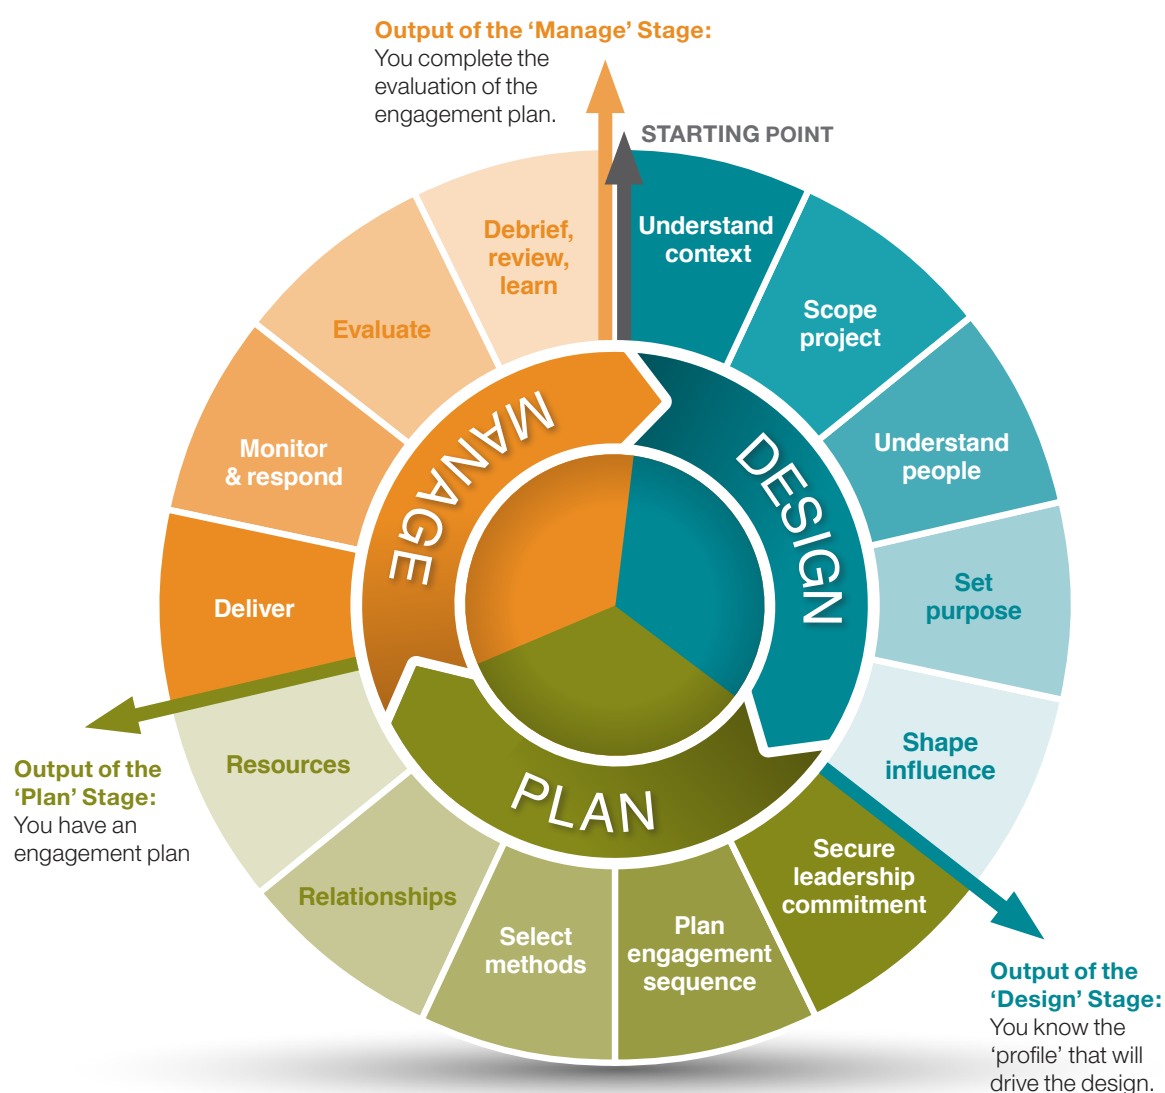 Output of the ‘Manage’ Stage:
You complete the
evaluation of the
engagement plan.
STARTING POINT
Understand
context
Scope
project
Understand
people
Set
purpose
Shape
influence
DESIGN
Output of the
‘Design’ Stage:
You know the
‘profile’ that will
drive the design.
Secure
leadership
commitment
Plan
engagement
sequence
Select
methods
Relationships
Resources
PLAN
Output of the
‘Plan’ Stage:
You have an
engagement plan
Deliver
Monitor
& respond
Evaluate
Debrief,
review,
learn
MANAGE